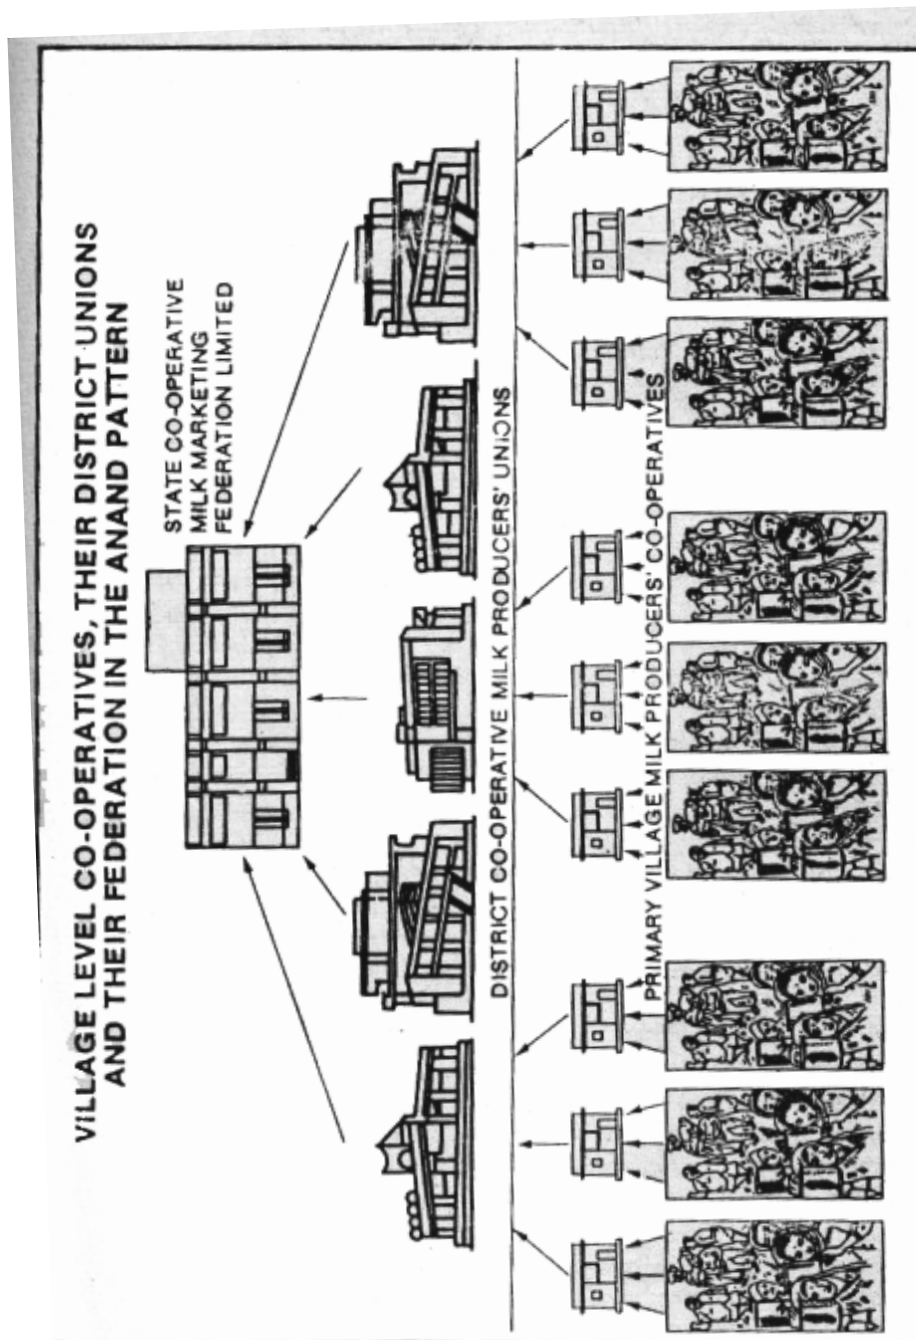 VILLAGE LEVEL CO-OPERATIVES, THEIR DISTRICT UNIONS
AND THEIR FEDERATION IN THE ANAND PATTERN
STATE CO-OPERATIVE
MILK MARKETING
FEDERATION LIMITED
DISTRICT CO-OPERATIVE MILK PRODUCERS' UNIONS
PRIMARY VILLAGE MILK PRODUCERS' CO-OPERATIVES